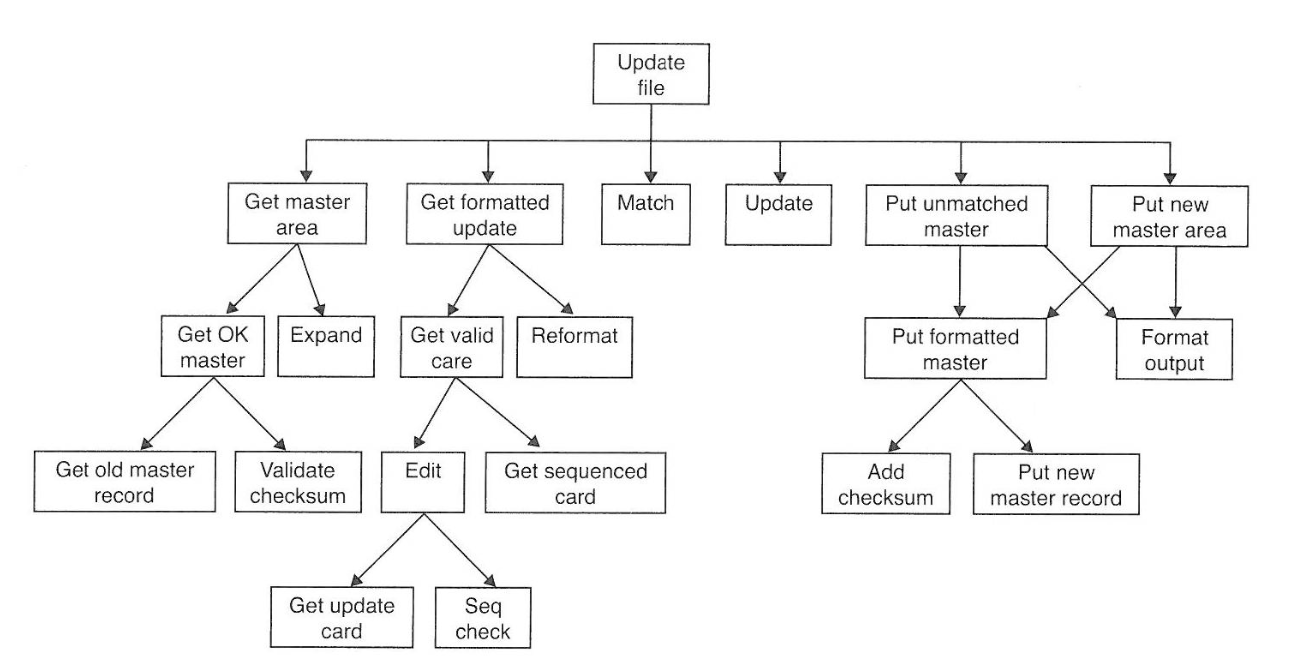 Update
file
Get master
area
Get formatted
update
Match
Update
Put unmatched
master
Put new
master area
Get OK
master
Expand
Get valid
care
Reformat
Put formatted
master
Format
output
Get old master
record
Validate
checksum
Edit
Get sequenced
card
Add
checksum
Put new
master record
Get update
card
Seq
check